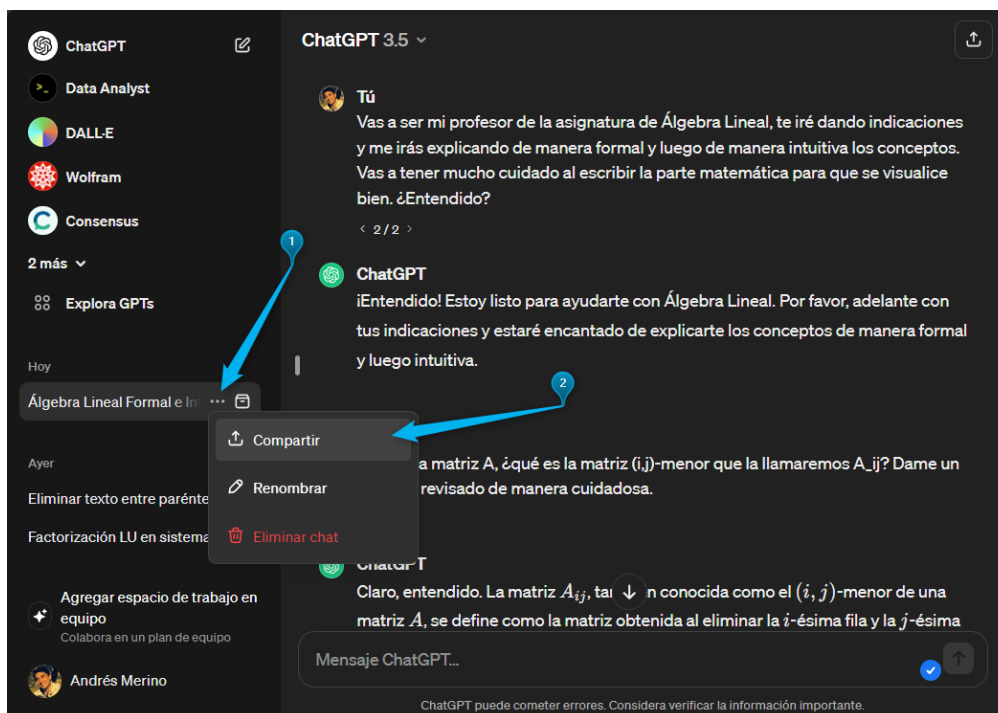 ChatGPT
Data Analyst
DALL·E
Wolfram
Consensus
2 más
Explora GPTs
Hoy
Álgebra Lineal Formal e In
Ayer
Eliminar texto entre parénte
Factorización LU en sistema
Agregar espacio de trabajo en
equipo
Colabora en un plan de equipo
Andrés Merino
1
2
Compartir
Renombrar
Eliminar chat
ChatGPT 3.5
Tú
Vas a ser mi profesor de la asignatura de Álgebra Lineal, te iré dando indicaciones
y me irás explicando de manera formal y luego de manera intuitiva los conceptos.
Vas a tener mucho cuidado al escribir la parte matemática para que se visualice
bien. ¿Entendido?
< 2/2 >
ChatGPT
¡Entendido! Estoy listo para ayudarte con Álgebra Lineal. Por favor, adelante con
tus indicaciones y estaré encantado de explicarte los conceptos de manera formal
y luego intuitiva.
a matriz A, ¿qué es la matriz (i,j)-menor que la llamaremos A_ij? Dame un
revisado de manera cuidadosa.
ChatGPT
Claro, entendido. La matriz A_{ij}, ta n conocida como el (i, j)-menor de una
matriz A, se define como la matriz obtenida al eliminar la i-ésima fila y la j-ésima
Mensaje ChatGPT...
ChatGPT puede cometer errores. Considera verificar la información importante.